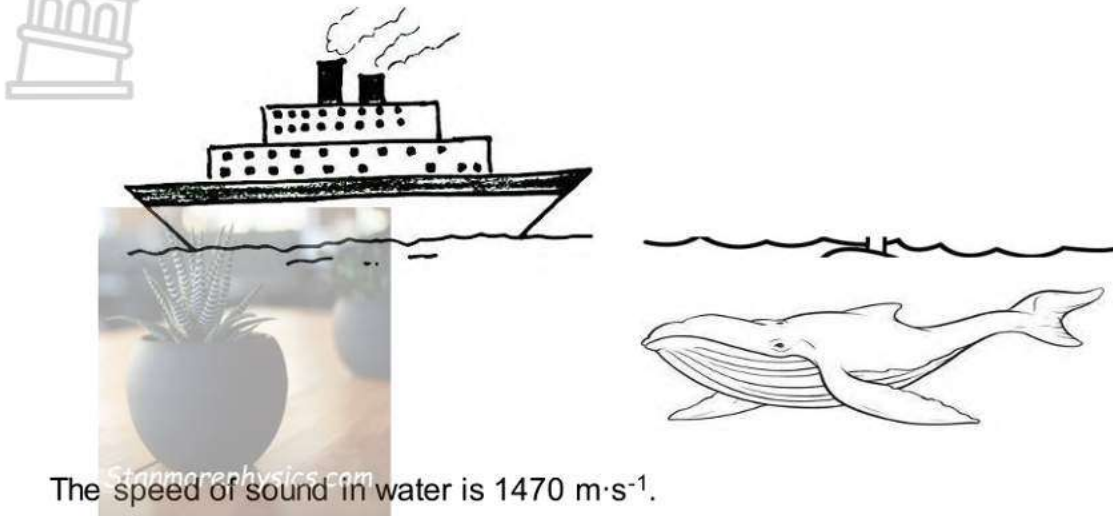 Stanmorephysics.com
The speed of sound in water is 1470 m·s⁻¹.